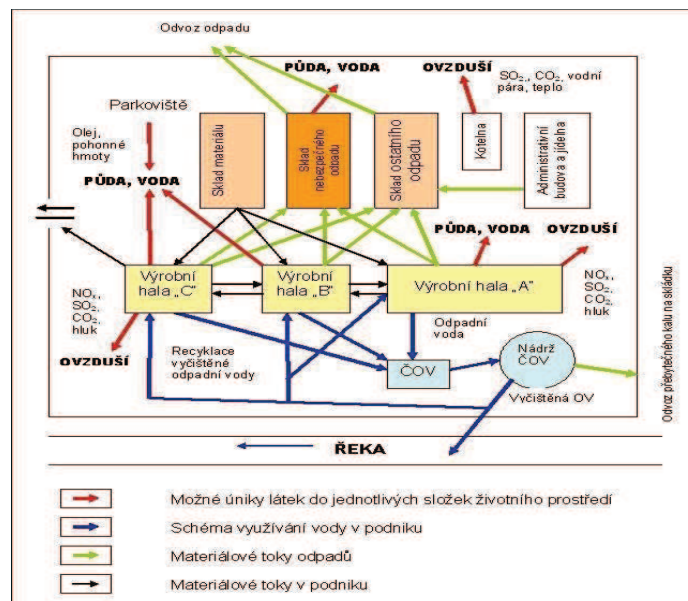 Odvoz odpadu
PŮDA, VODA
OVZDUŠÍ
SO₂, CO₂, vodní
pára, teplo
Parkoviště
Olej,
pohonné
hmoty
PŮDA, VODA
Sklad materiálu
Sklad
nebezpečného
odpadu
Sklad ostatního
odpadu
Kotelna
Administrativní
budova a jídelna
PŮDA, VODA
OVZDUŠÍ
Výrobní
hala „C"
Výrobní
hala „B"
Výrobní hala „A"
NOₓ,
SO₂,
CO₂,
hluk
NOₓ,
SO₂,
CO₂,
hluk
OVZDUŠÍ
Recyklace
vyčištěné
odpadní vody
Odpadní
voda
ČOV
Nádrž
ČOV
Vyčištěná OV
Odvoz přebytečného kalu na skládku
ŘEKA
Možné úniky látek do jednotlivých složek životního prostředí
Schéma využívání vody v podniku
Materiálové toky odpadů
Materiálové toky v podniku